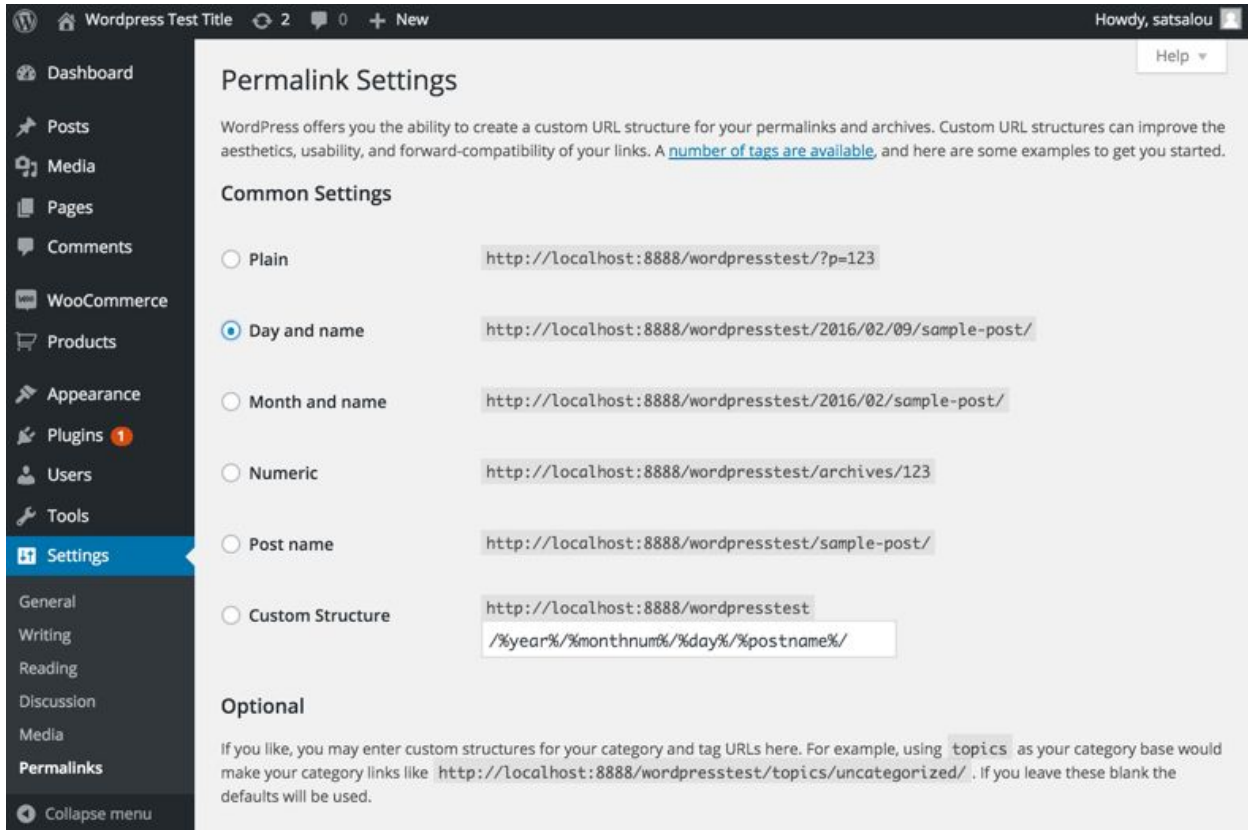 Wordpress Test Title 2 0 + New Howdy, satsalou
Help
Dashboard
Posts
Media
Pages
Comments
WooCommerce
Products
Appearance
Plugins 1
Users
Tools
Settings
General
Writing
Reading
Discussion
Media
Permalinks
Collapse menu
Permalink Settings
WordPress offers you the ability to create a custom URL structure for your permalinks and archives. Custom URL structures can improve the
aesthetics, usability, and forward-compatibility of your links. A number of tags are available, and here are some examples to get you started.
Common Settings
Plain http://localhost:8888/wordpresstest/?p=123
Day and name http://localhost:8888/wordpresstest/2016/02/09/sample-post/
Month and name http://localhost:8888/wordpresstest/2016/02/sample-post/
Numeric http://localhost:8888/wordpresstest/archives/123
Post name http://localhost:8888/wordpresstest/sample-post/
Custom Structure http://localhost:8888/wordpresstest
/%year%/%monthnum%/%day%/%postname%/
Optional
If you like, you may enter custom structures for your category and tag URLs here. For example, using topics as your category base would
make your category links like http://localhost:8888/wordpresstest/topics/uncategorized/ . If you leave these blank the
defaults will be used.